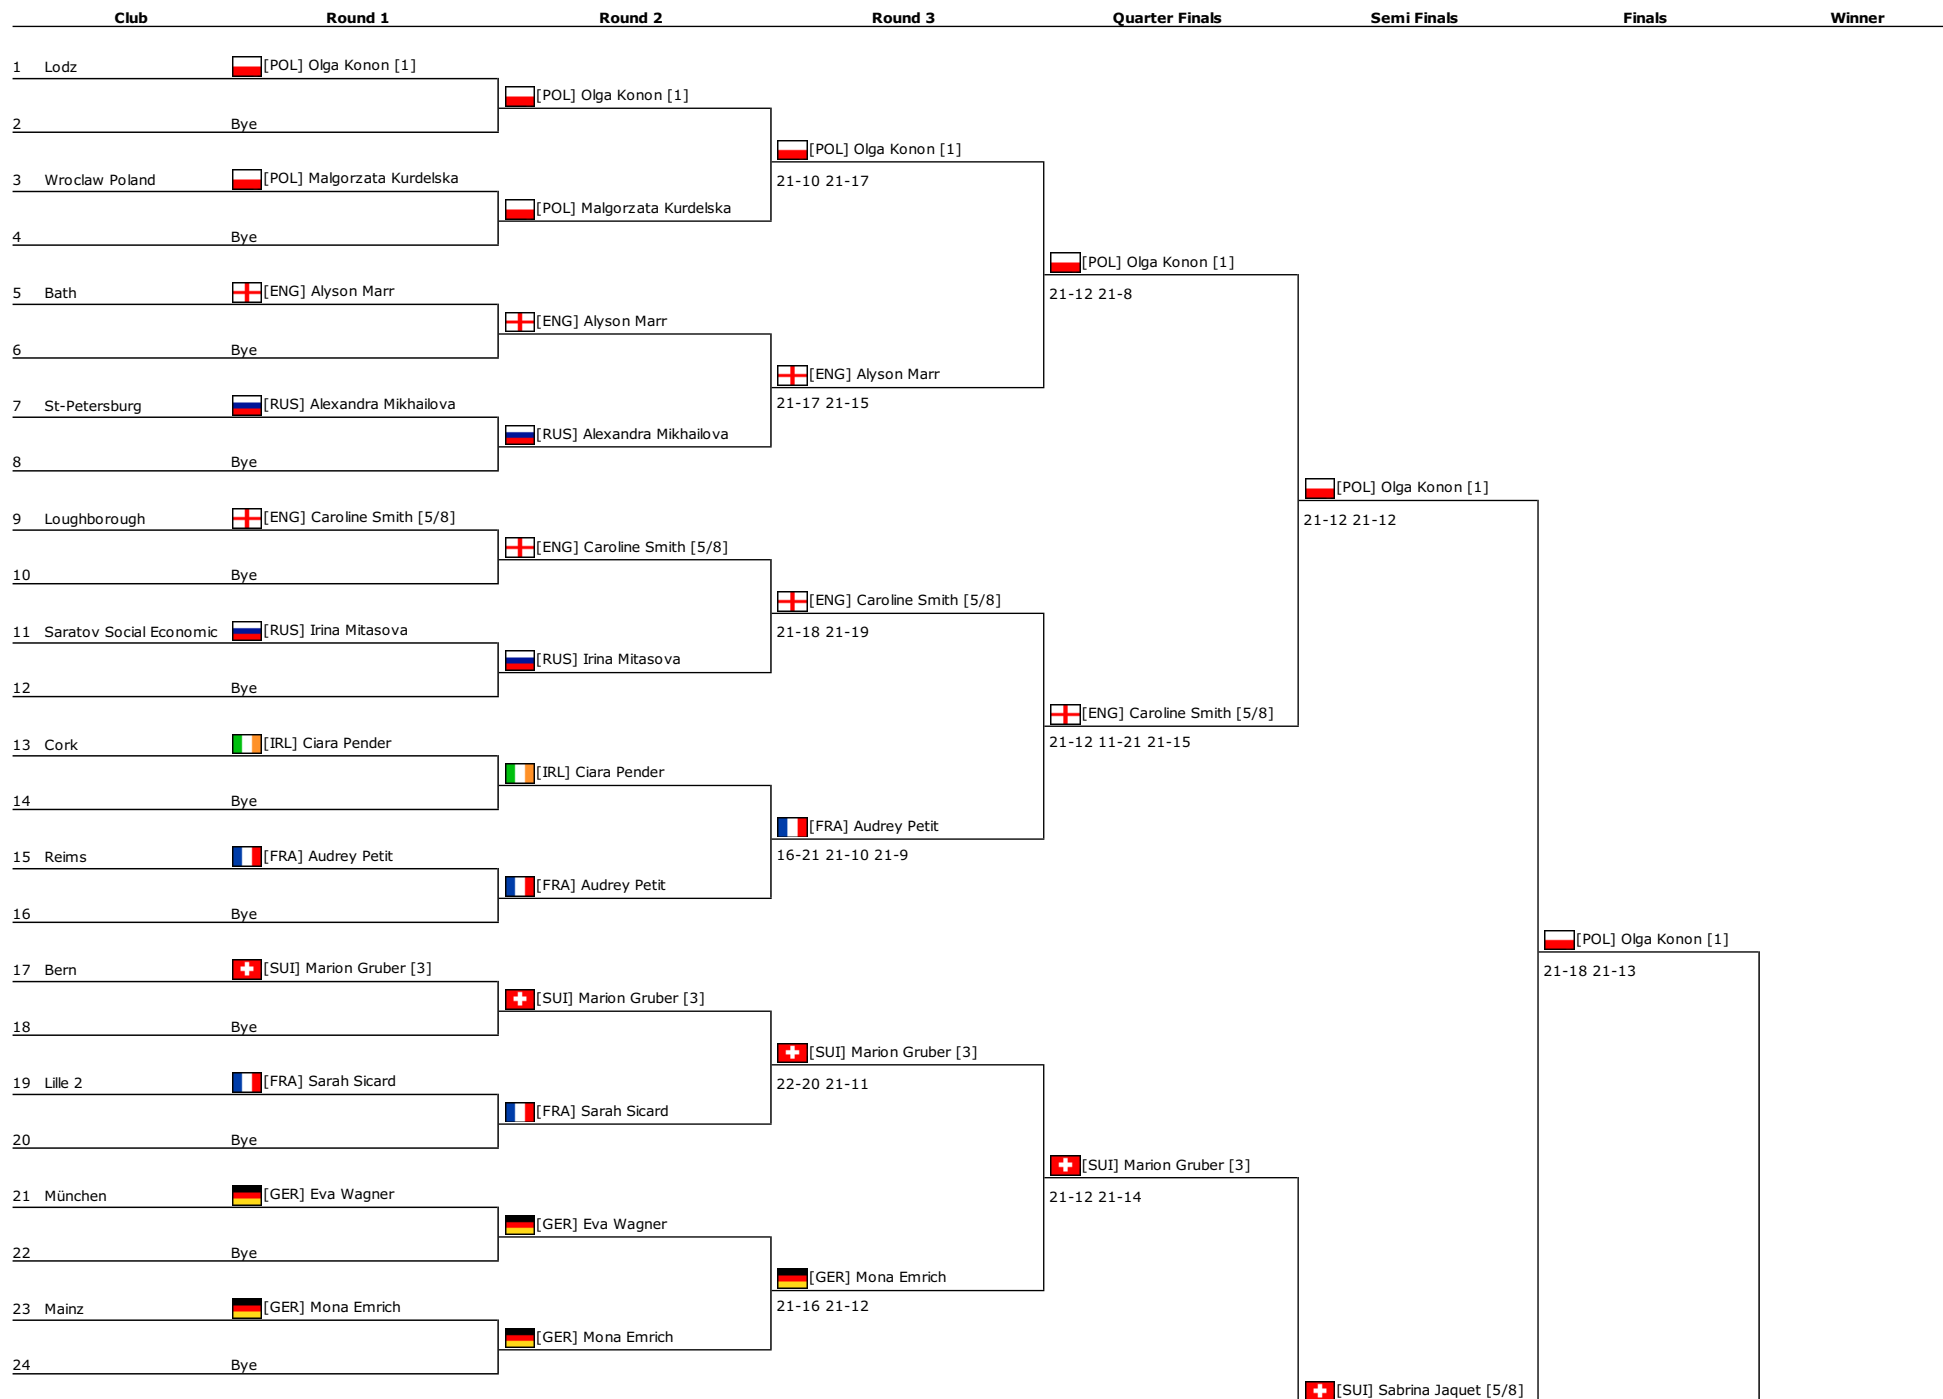 Club Round 1 Round 2 Round 3 Quarter Finals Semi Finals Finals Winner
1 Lodz [POL] Olga Konon [1]
[POL] Olga Konon [1]
2 Bye
[POL] Olga Konon [1]
3 Wroclaw Poland [POL] Malgorzata Kurdelska
21-10 21-17
[POL] Malgorzata Kurdelska
4 Bye
[POL] Olga Konon [1]
5 Bath [ENG] Alyson Marr
21-12 21-8
[ENG] Alyson Marr
6 Bye
[ENG] Alyson Marr
7 St-Petersburg [RUS] Alexandra Mikhailova
21-17 21-15
[RUS] Alexandra Mikhailova
8 Bye
[POL] Olga Konon [1]
9 Loughborough [ENG] Caroline Smith [5/8]
21-12 21-12
[ENG] Caroline Smith [5/8]
10 Bye
[ENG] Caroline Smith [5/8]
11 Saratov Social Economic [RUS] Irina Mitasova
21-18 21-19
[RUS] Irina Mitasova
12 Bye
[ENG] Caroline Smith [5/8]
13 Cork [IRL] Ciara Pender
21-12 11-21 21-15
[IRL] Ciara Pender
14 Bye
[FRA] Audrey Petit
15 Reims [FRA] Audrey Petit
16-21 21-10 21-9
[FRA] Audrey Petit
16 Bye
[POL] Olga Konon [1]
17 Bern [SUI] Marion Gruber [3]
21-18 21-13
[SUI] Marion Gruber [3]
18 Bye
[SUI] Marion Gruber [3]
19 Lille 2 [FRA] Sarah Sicard
22-20 21-11
[FRA] Sarah Sicard
20 Bye
[SUI] Marion Gruber [3]
21 München [GER] Eva Wagner
21-12 21-14
[GER] Eva Wagner
22 Bye
[GER] Mona Emrich
23 Mainz [GER] Mona Emrich
21-16 21-12
[GER] Mona Emrich
24 Bye
[SUI] Sabrina Jaquet [5/8]